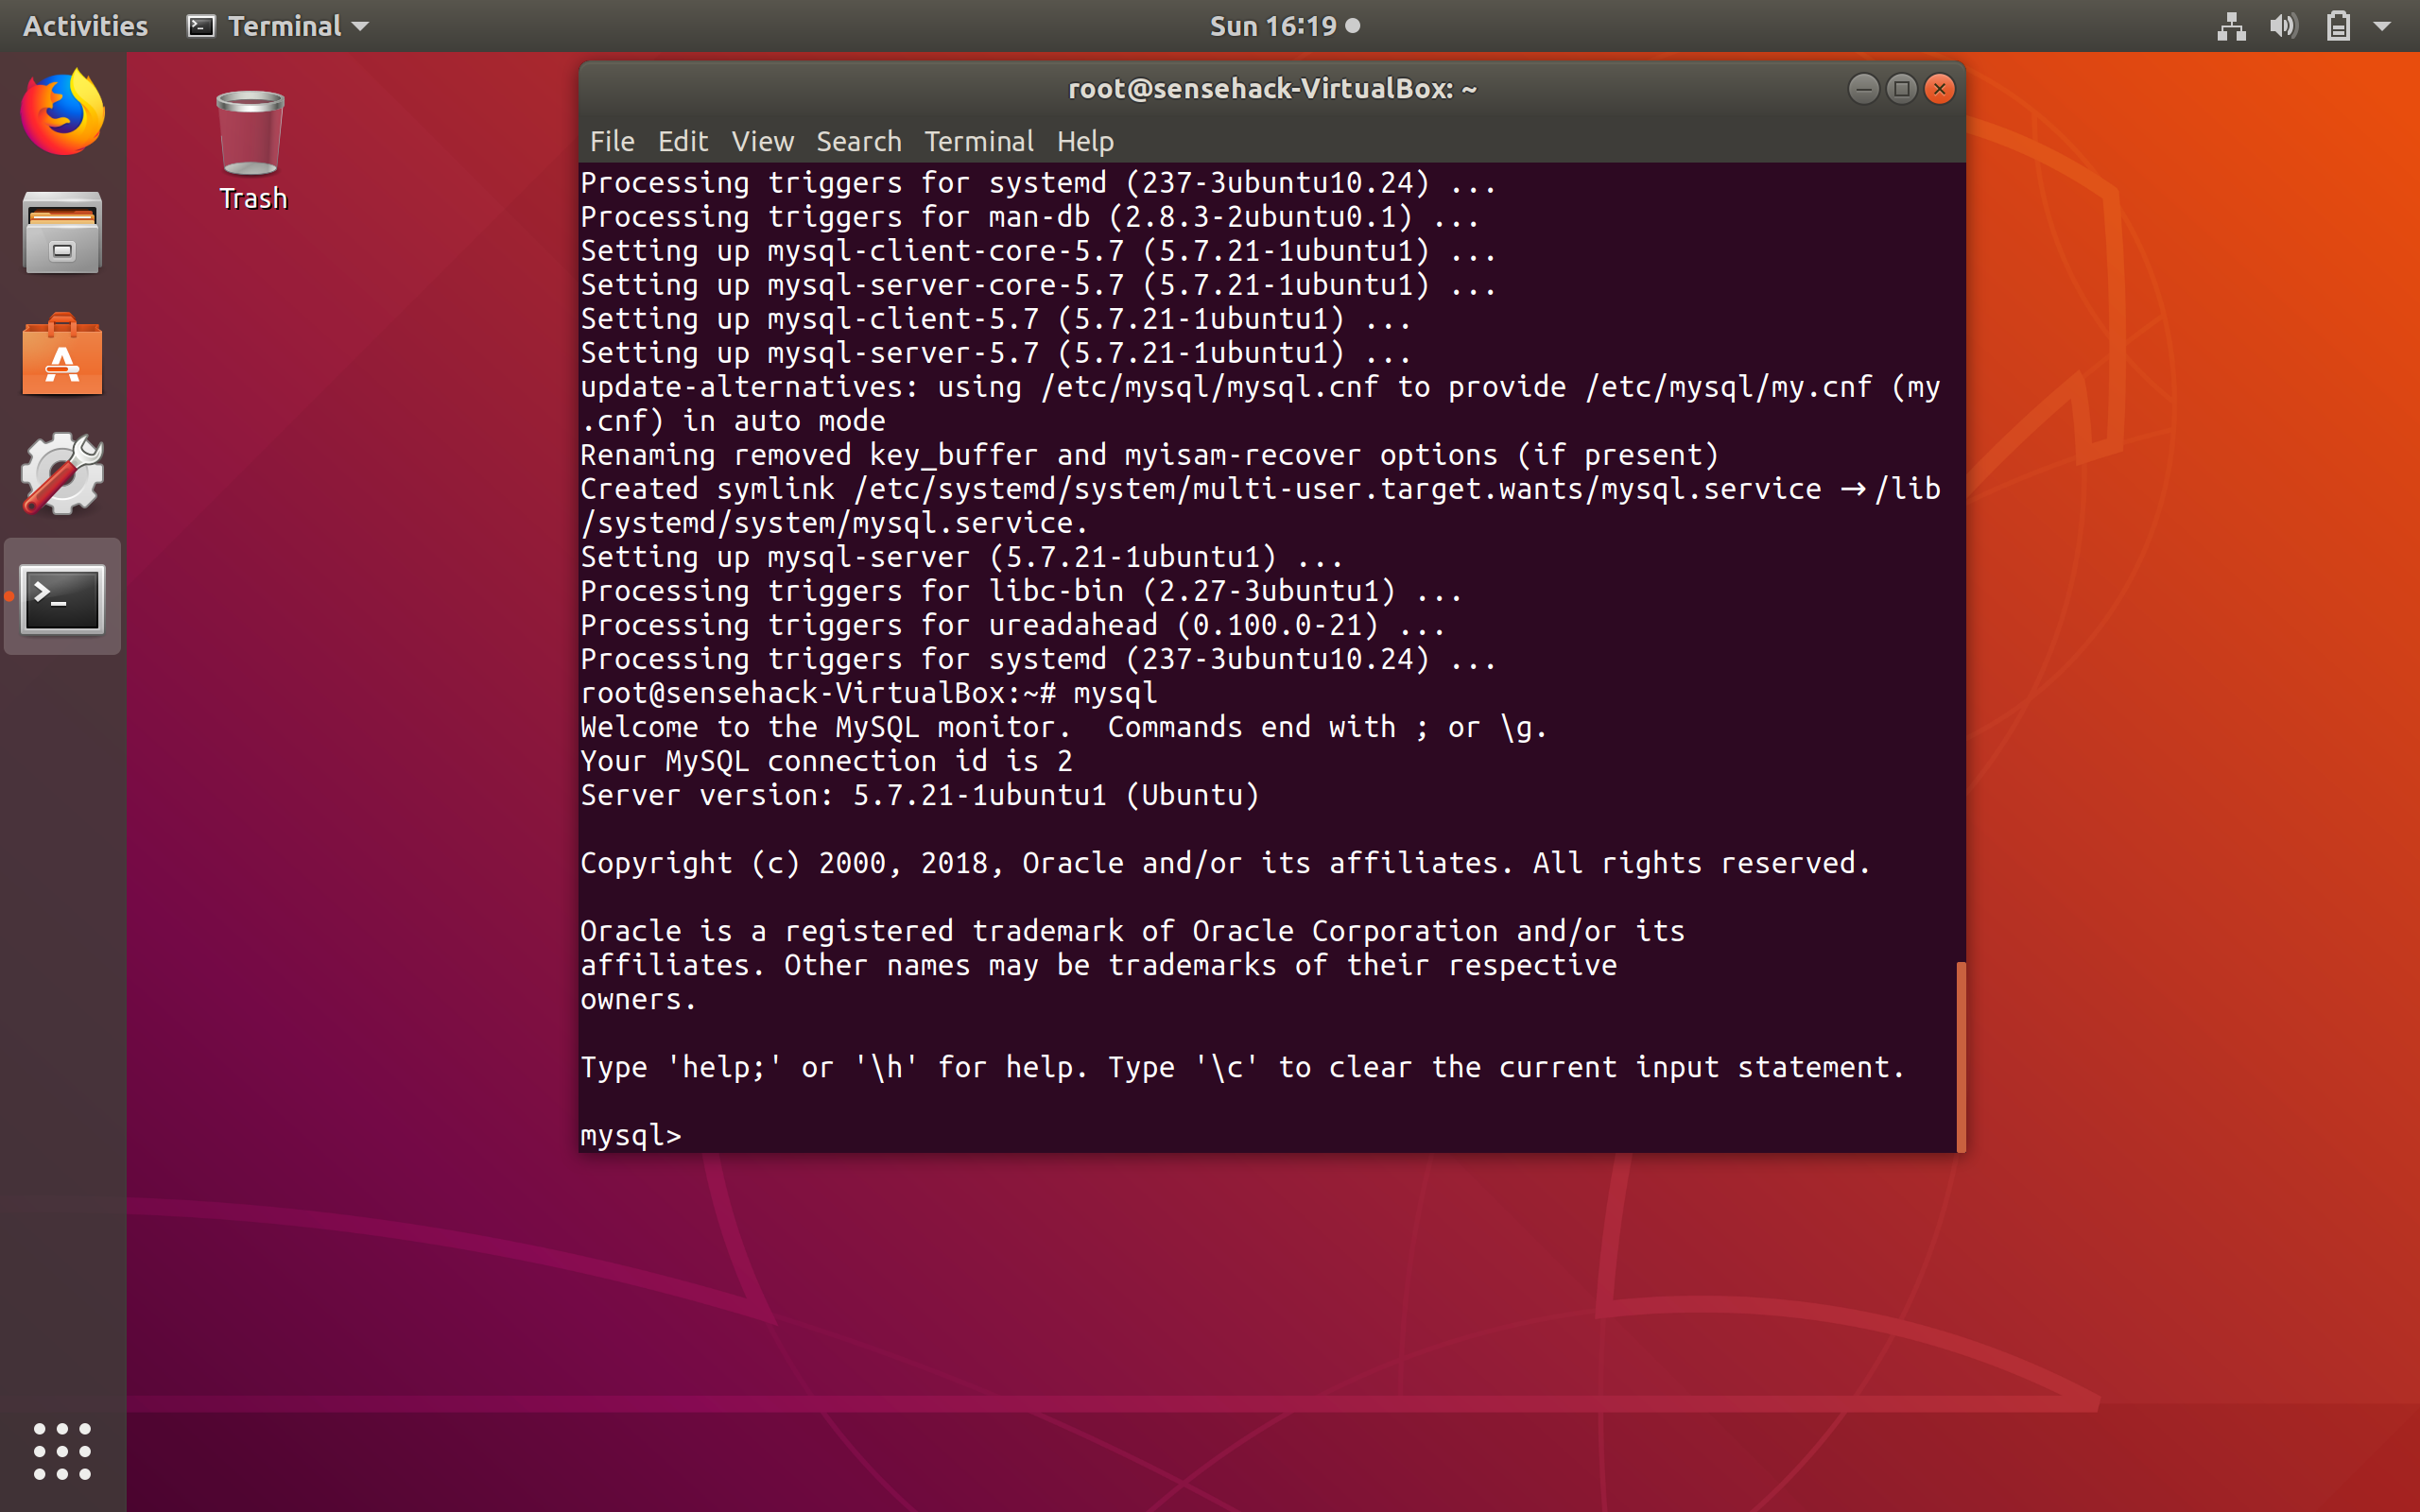 Activities
Terminal
Sun 16:19
Trash
root@sensehack-VirtualBox: ~
File Edit View Search Terminal Help
Processing triggers for systemd (237-3ubuntu10.24) ...
Processing triggers for man-db (2.8.3-2ubuntu0.1) ...
Setting up mysql-client-core-5.7 (5.7.21-1ubuntu1) ...
Setting up mysql-server-core-5.7 (5.7.21-1ubuntu1) ...
Setting up mysql-client-5.7 (5.7.21-1ubuntu1) ...
Setting up mysql-server-5.7 (5.7.21-1ubuntu1) ...
update-alternatives: using /etc/mysql/mysql.cnf to provide /etc/mysql/my.cnf (my
.cnf) in auto mode
Renaming removed key_buffer and myisam-recover options (if present)
Created symlink /etc/systemd/system/multi-user.target.wants/mysql.service → /lib
/systemd/system/mysql.service.
Setting up mysql-server (5.7.21-1ubuntu1) ...
Processing triggers for libc-bin (2.27-3ubuntu1) ...
Processing triggers for ureadahead (0.100.0-21) ...
Processing triggers for systemd (237-3ubuntu10.24) ...
root@sensehack-VirtualBox:~# mysql
Welcome to the MySQL monitor.  Commands end with ; or \g.
Your MySQL connection id is 2
Server version: 5.7.21-1ubuntu1 (Ubuntu)
Copyright (c) 2000, 2018, Oracle and/or its affiliates. All rights reserved.
Oracle is a registered trademark of Oracle Corporation and/or its
affiliates. Other names may be trademarks of their respective
owners.
Type 'help;' or '\h' for help. Type '\c' to clear the current input statement.
mysql>